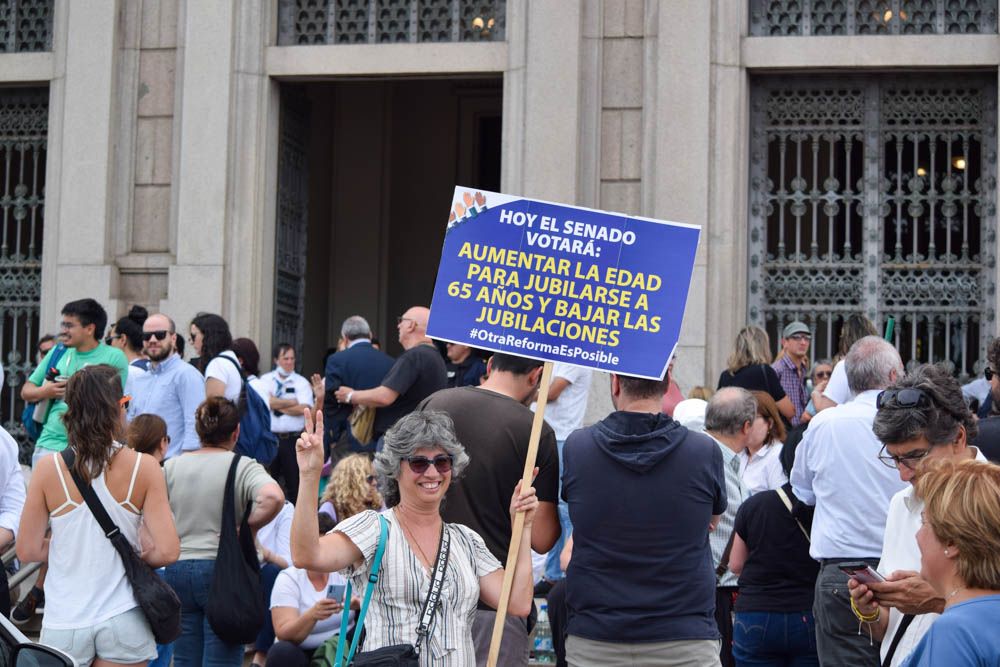 HOY EL SENADO
VOTARÁ:
AUMENTAR LA EDAD
PARA JUBILARSE A
65 AÑOS Y BAJAR LAS
JUBILACIONES
#OtraReformaEsPosible